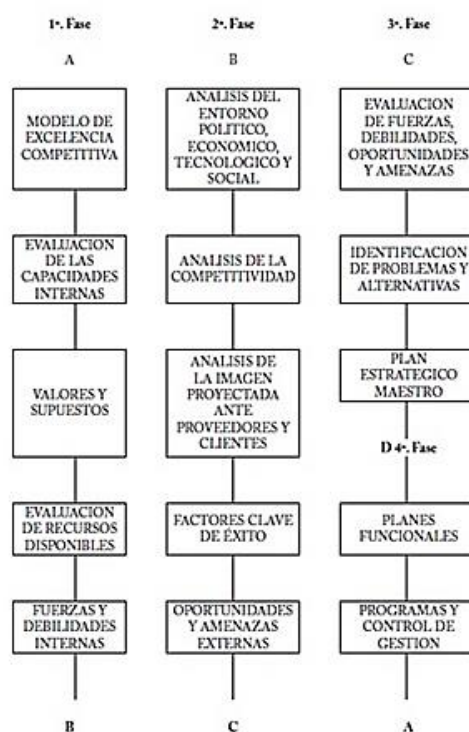 1ª. Fase
A
MODELO DE
EXCELENCIA
COMPETITIVA
EVALUACION
DE LAS
CAPACIDADES
INTERNAS
VALORES Y
SUPUESTOS
EVALUACION
DE RECURSOS
DISPONIBLES
FUERZAS Y
DEBILIDADES
INTERNAS
B
2ª. Fase
B
ANALISIS DEL
ENTORNO
POLITICO,
ECONOMICO,
TECNOLOGICO Y
SOCIAL
ANALISIS DE LA
COMPETITIVIDAD
ANALISIS DE
LA IMAGEN
PROYECTADA
ANTE
PROVEEDORES Y
CLIENTES
FACTORES CLAVE
DE ÉXITO
OPORTUNIDADES
Y AMENAZAS
EXTERNAS
C
3ª. Fase
C
EVALUACION
DE FUERZAS,
DEBILIDADES,
OPORTUNIDADES
Y AMENAZAS
IDENTIFICACION
DE PROBLEMAS Y
ALTERNATIVAS
PLAN
ESTRATEGICO
MAESTRO
D 4ª. Fase
PLANES
FUNCIONALES
PROGRAMAS Y
CONTROL DE
GESTION
A